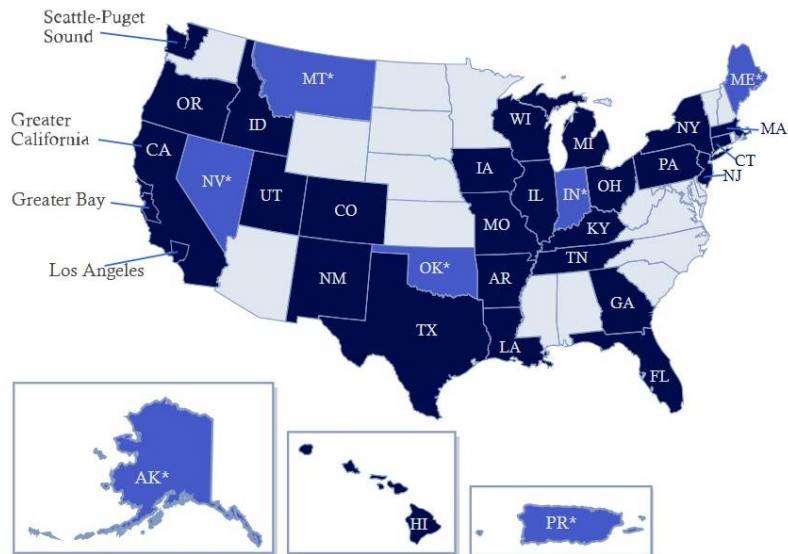 Seattle-Puget
Sound
MT*
ME*
OR
ID
WI
NY
MA
Greater
California
MI
CA
IA
PA
CT
NJ
NV*
UT
IL
IN*
OH
Greater Bay
CO
MO
KY
Los Angeles
NM
OK*
AR
TN
GA
TX
LA
FL
AK*
HI
PR*